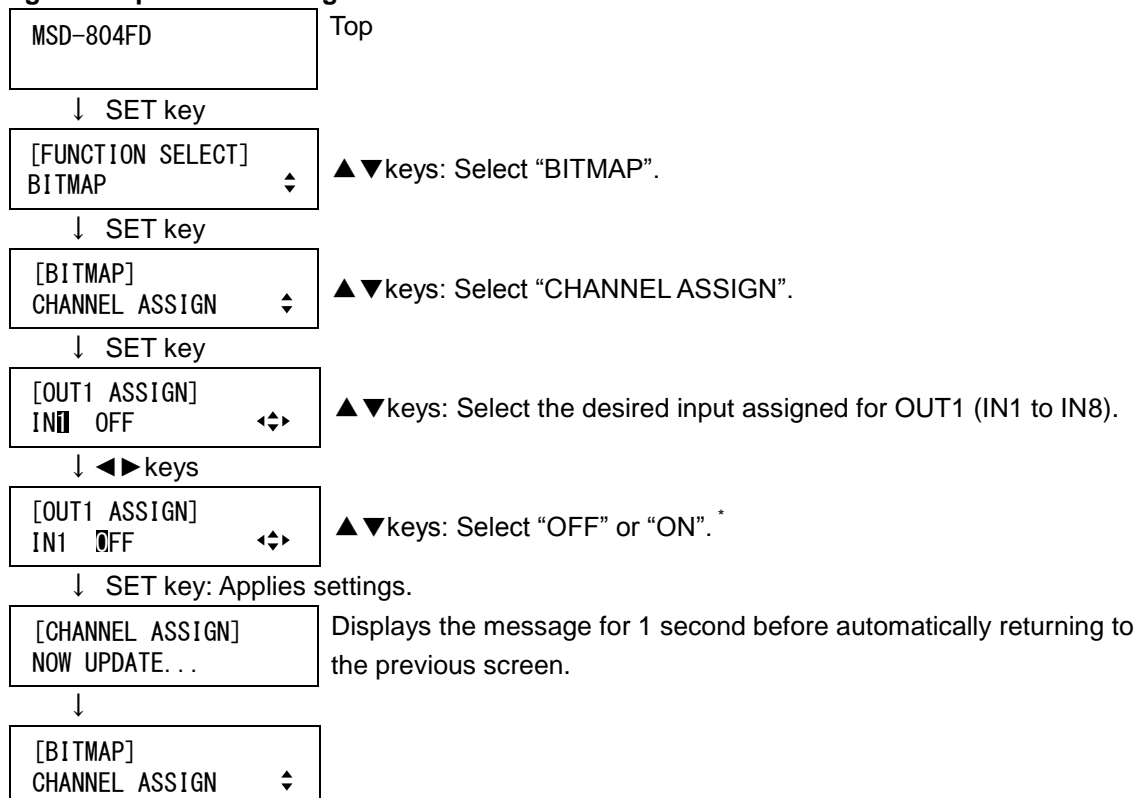 MSD-804FD Top
↓ SET key
[FUNCTION SELECT]
BITMAP ▲▼keys: Select “BITMAP”.
↓ SET key
[BITMAP]
CHANNEL ASSIGN ▲▼keys: Select “CHANNEL ASSIGN”.
↓ SET key
[OUT1 ASSIGN]
IN1 OFF ▲▼keys: Select the desired input assigned for OUT1 (IN1 to IN8).
↓ ◄►keys
[OUT1 ASSIGN]
IN1 OFF ▲▼keys: Select “OFF” or “ON”. *
↓ SET key: Applies settings.
[CHANNEL ASSIGN] Displays the message for 1 second before automatically returning to
NOW UPDATE... the previous screen.
↓
[BITMAP]
CHANNEL ASSIGN